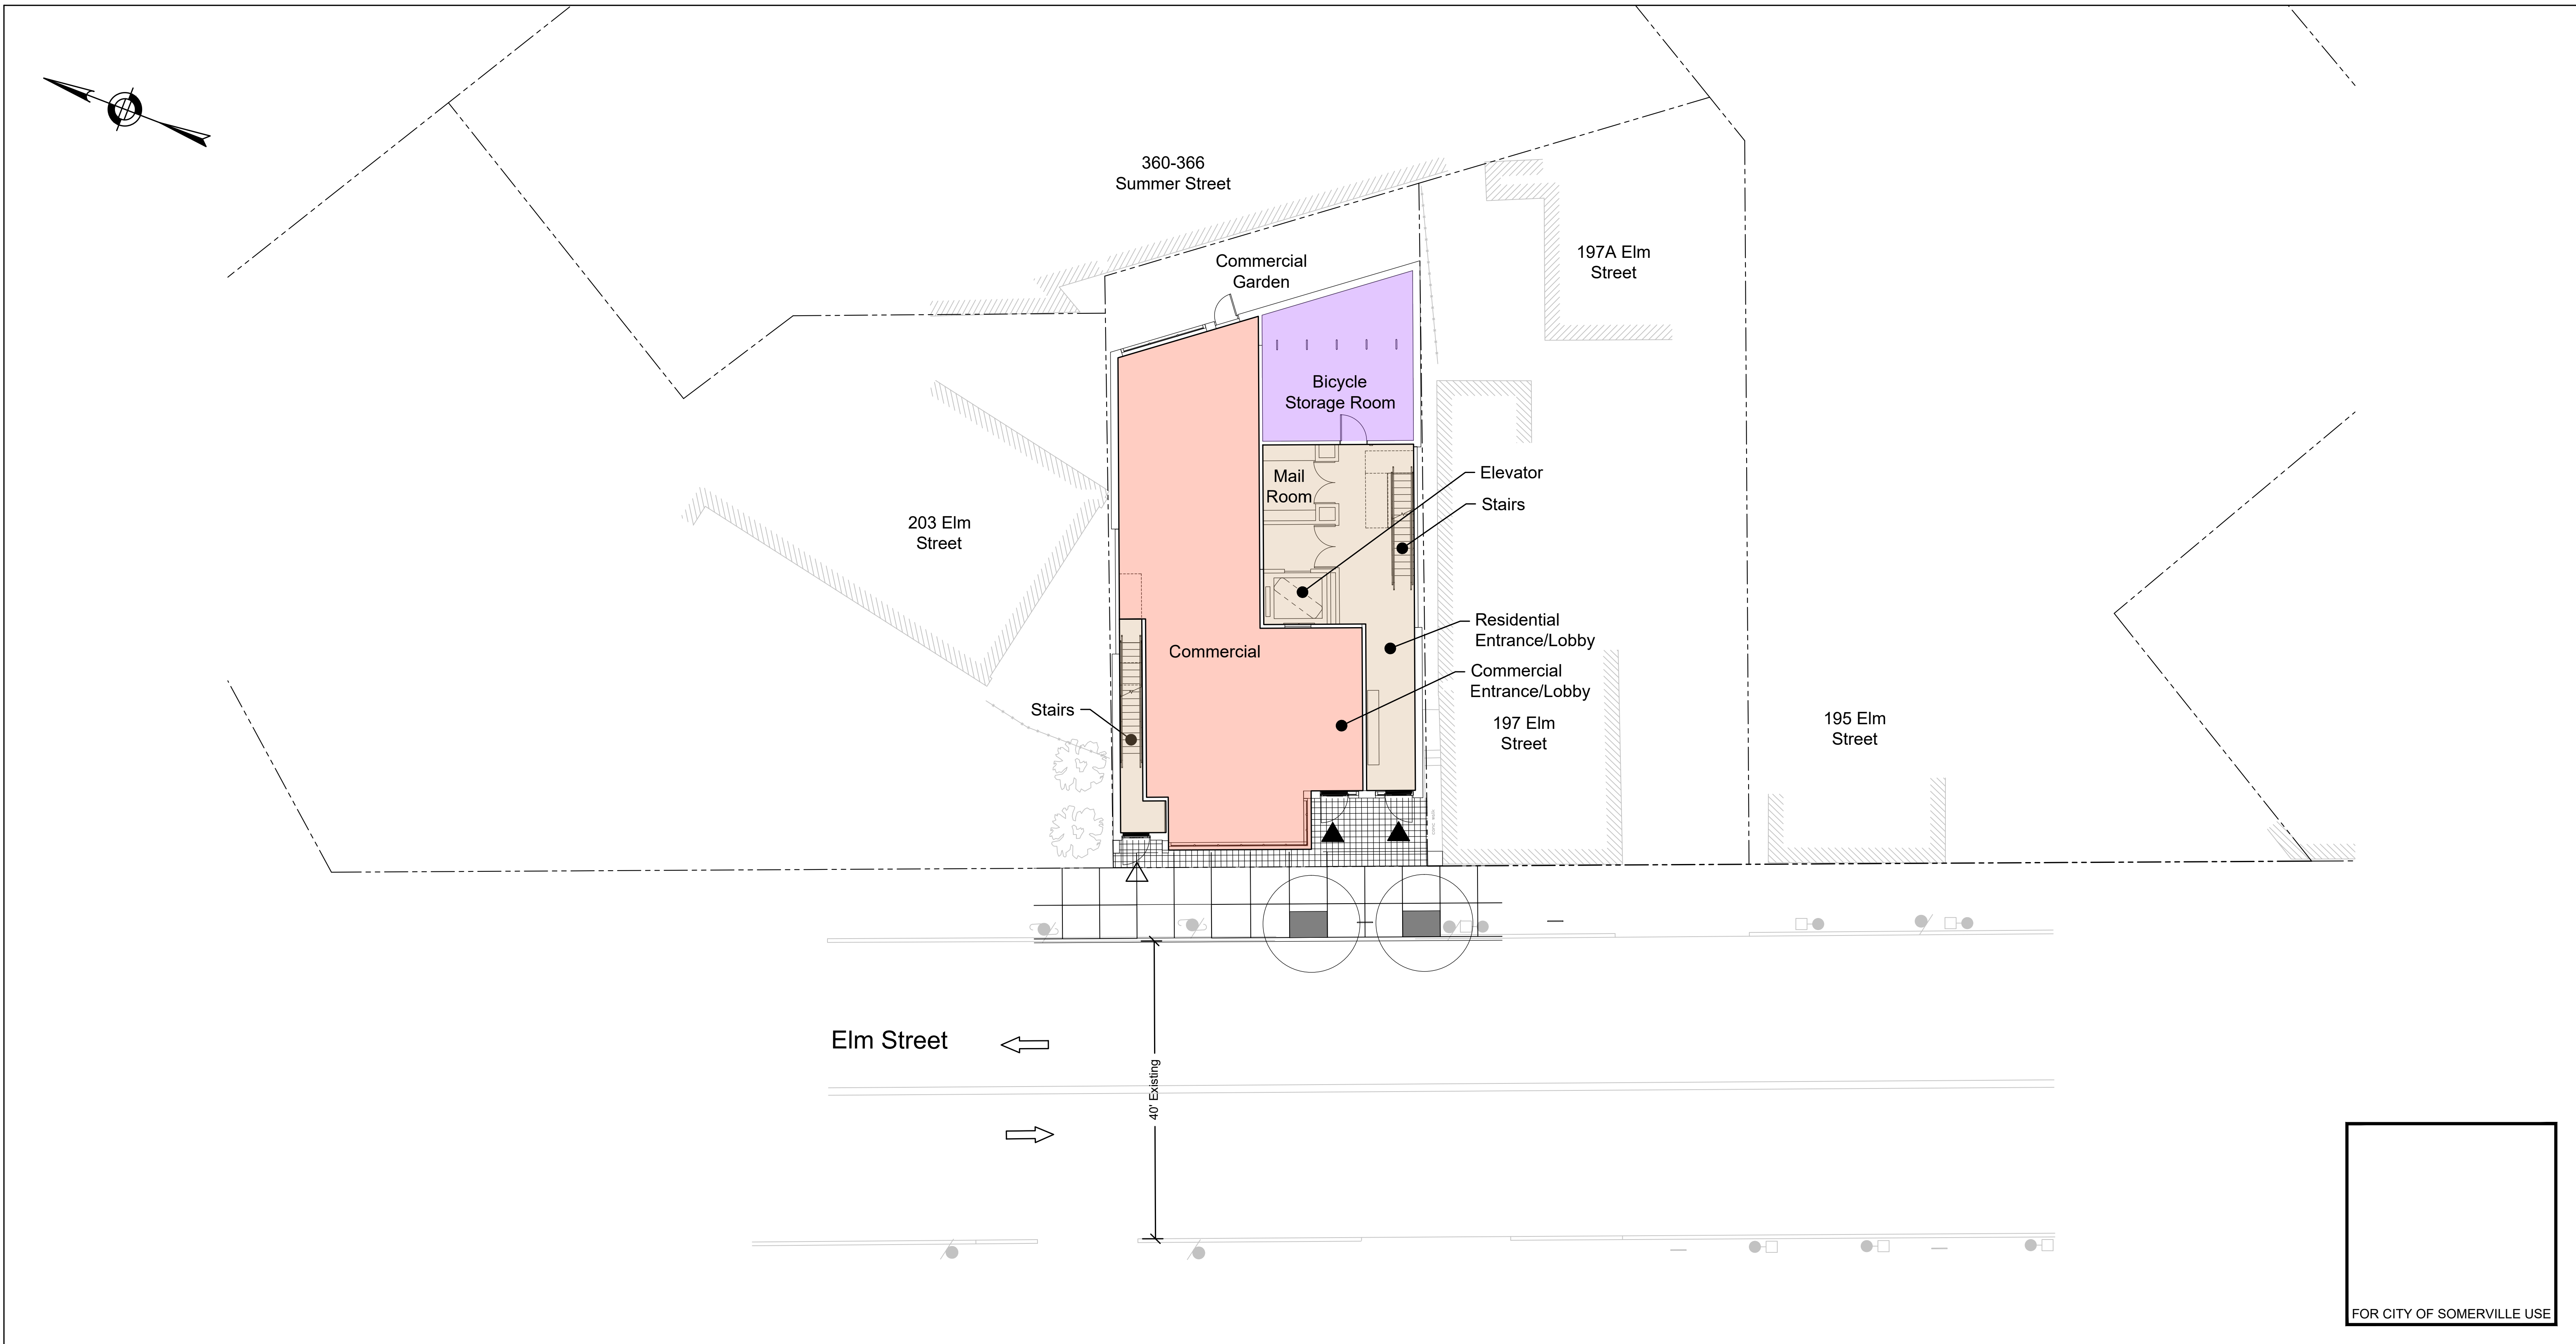 360-366
Summer Street
Commercial
Garden
197A Elm
Street
Bicycle
Storage Room
Mail
Room
Elevator
Stairs
203 Elm
Street
Residential
Entrance/Lobby
Commercial
Commercial
Entrance/Lobby
Stairs
197 Elm
Street
195 Elm
Street
Elm Street
40' Existing
FOR CITY OF SOMERVILLE USE